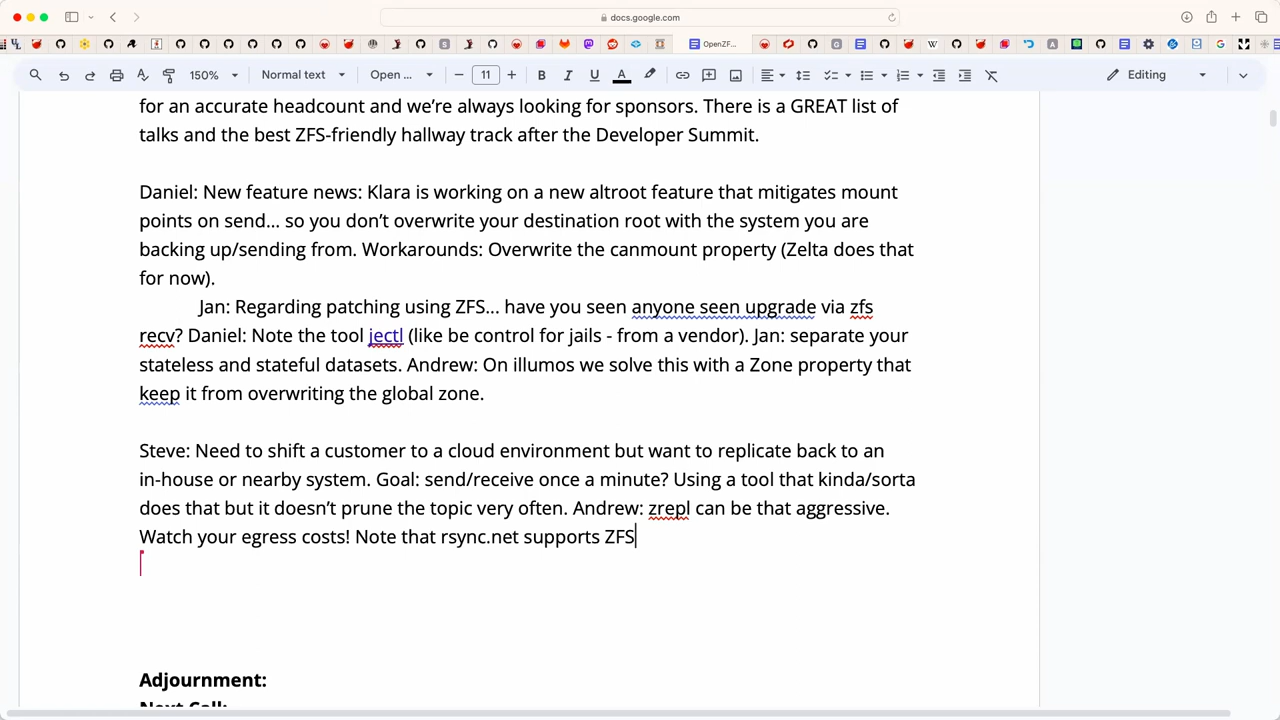 docs.google.com
OpenZF...
150%
Normal text
Open ...
11
Editing
for an accurate headcount and we’re always looking for sponsors. There is a GREAT list of
talks and the best ZFS-friendly hallway track after the Developer Summit.
Daniel: New feature news: Klara is working on a new altroot feature that mitigates mount
points on send... so you don’t overwrite your destination root with the system you are
backing up/sending from. Workarounds: Overwrite the canmount property (Zelta does that
for now).
Jan: Regarding patching using ZFS... have you seen anyone seen upgrade via zfs
recv? Daniel: Note the tool jectl (like be control for jails - from a vendor). Jan: separate your
stateless and stateful datasets. Andrew: On illumos we solve this with a Zone property that
keep it from overwriting the global zone.
Steve: Need to shift a customer to a cloud environment but want to replicate back to an
in-house or nearby system. Goal: send/receive once a minute? Using a tool that kinda/sorta
does that but it doesn’t prune the topic very often. Andrew: zrepl can be that aggressive.
Watch your egress costs! Note that rsync.net supports ZFS
Adjournment:
Next Call: